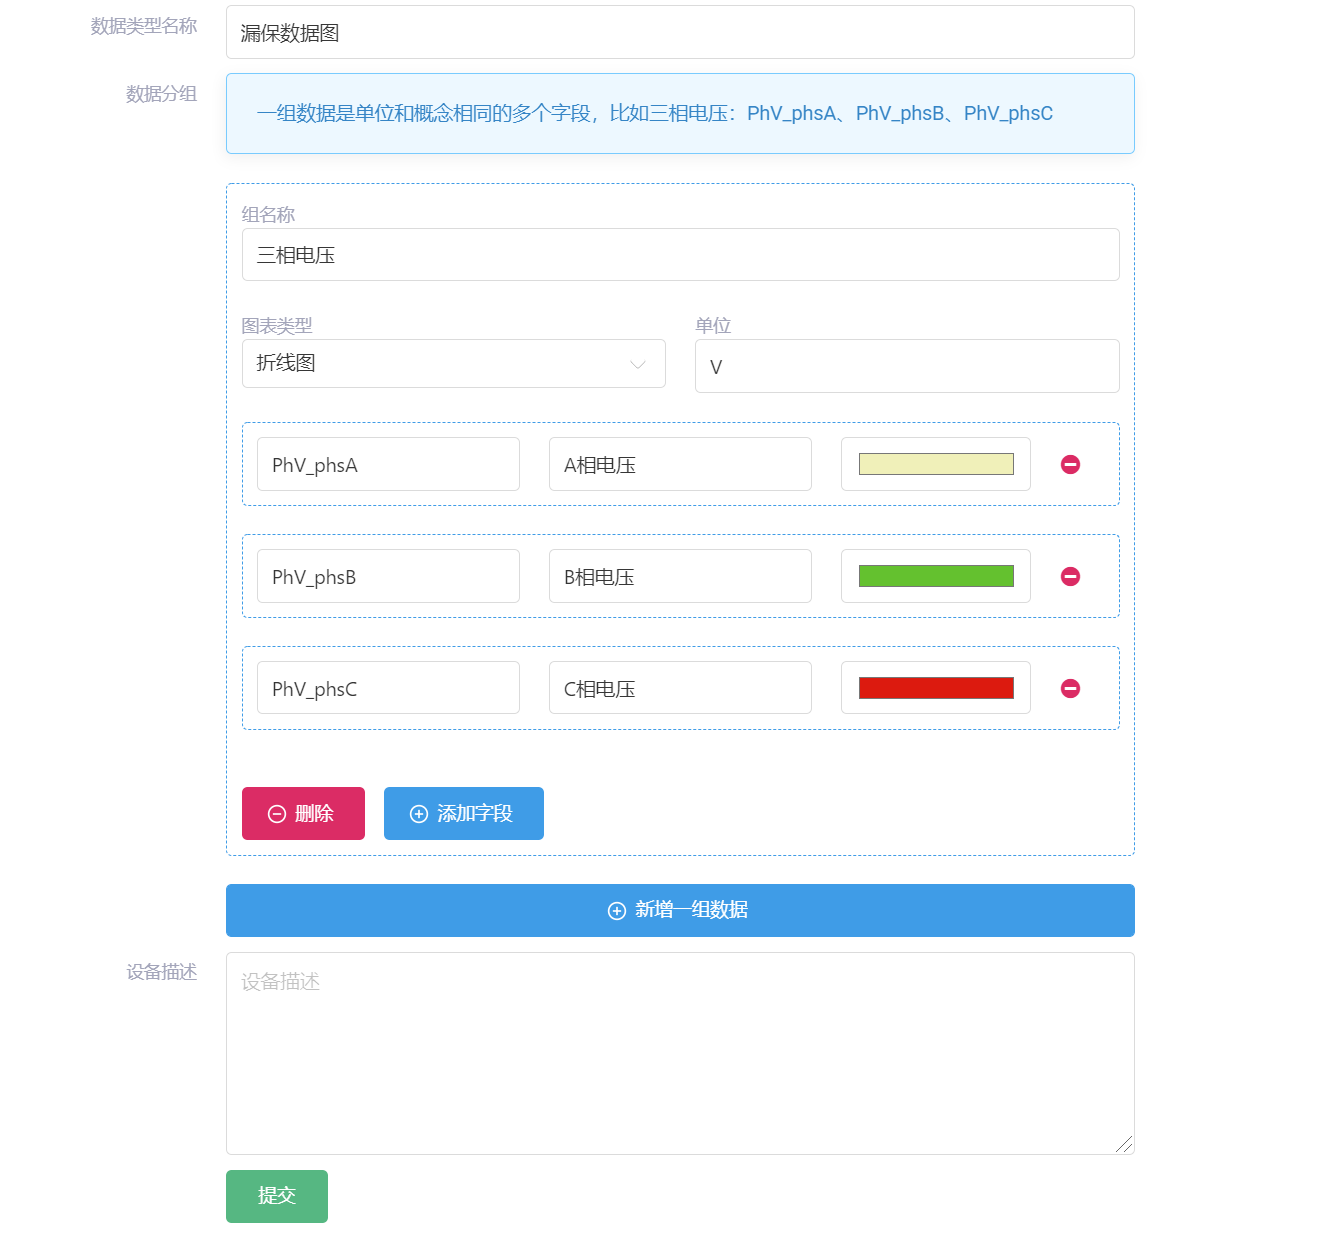 数据类型名称
漏保数据图
数据分组
一组数据是单位和概念相同的多个字段，比如三相电压：PhV_phsA、PhV_phsB、PhV_phsC
组名称
三相电压
图表类型
单位
折线图
V
PhV_phsA
A相电压
PhV_phsB
B相电压
PhV_phsC
C相电压
删除
添加字段
新增一组数据
设备描述
设备描述
提交